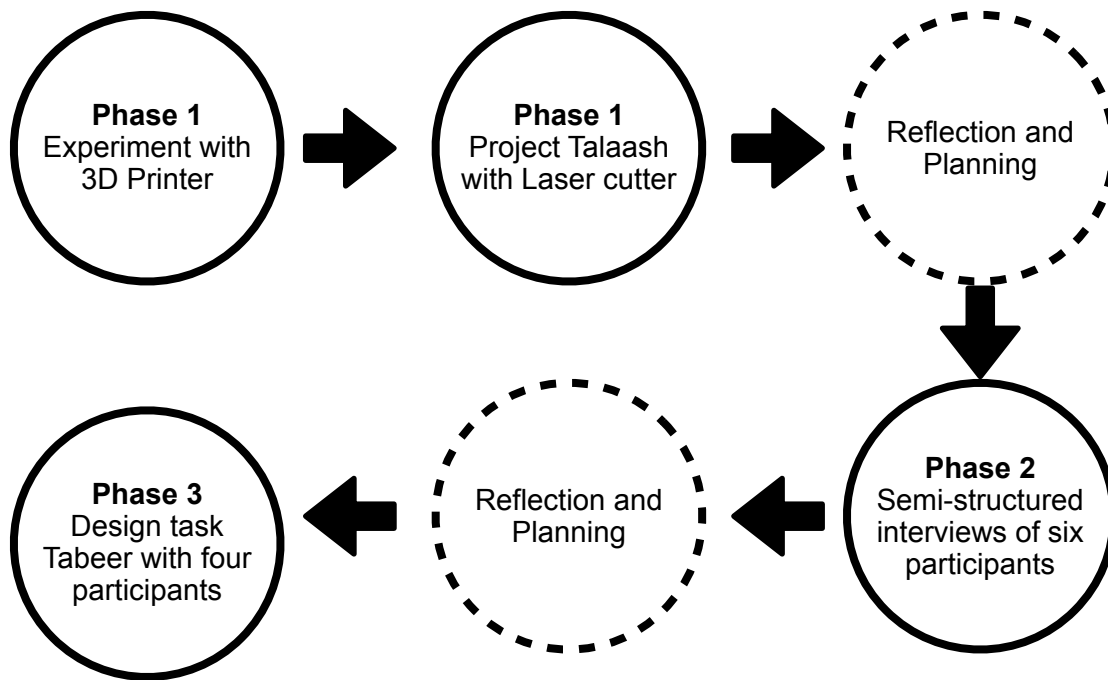 Phase 1
Experiment with
3D Printer
Phase 1
Project Talaash
with Laser cutter
Reflection and
Planning
Phase 2
Semi-structured
interviews of six
participants
Reflection and
Planning
Phase 3
Design task
Tabeer with four
participants